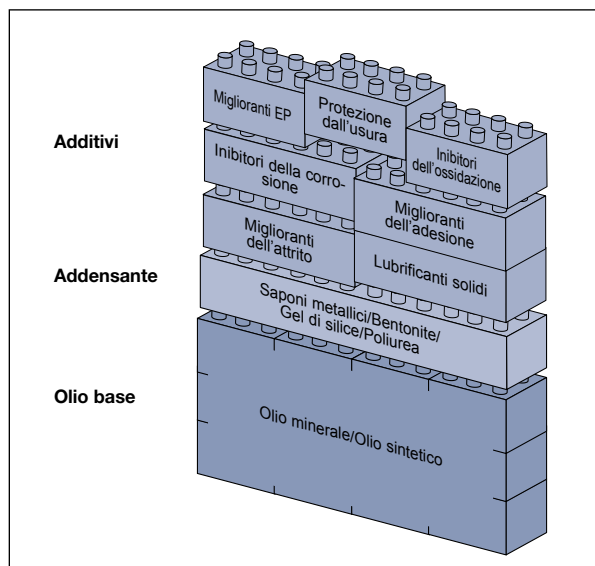 Miglioranti EP
Protezione
dall'usura
Inibitori
dell'ossidazione
Additivi
Inibitori della corro-
sione
Miglioranti
dell'adesione
Miglioranti
dell'attrito
Lubrificanti solidi
Addensante
Saponi metallici/Bentonite/
Gel di silice/Poliurea
Olio base
Olio minerale/Olio sintetico